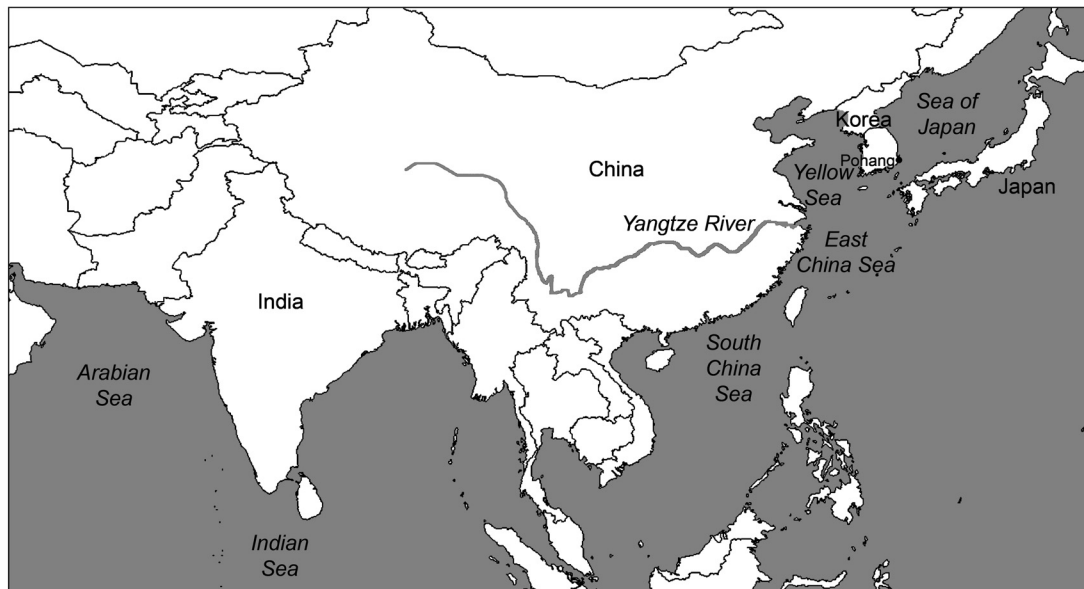 Sea of
Japan
Korea
Pohang
China
Yellow
Sea
Japan
Yangtze River
East
China Sea
India
South
China
Sea
Arabian
Sea
Indian
Sea